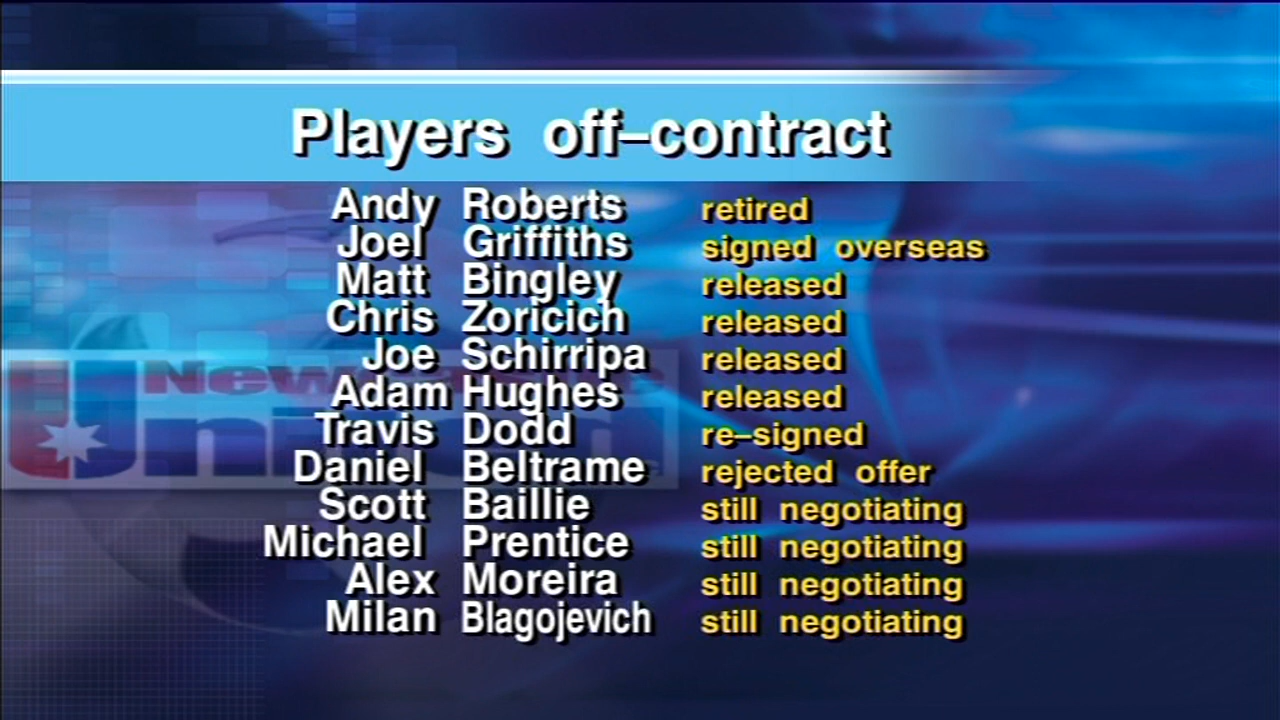 Players off-contract
Andy Roberts retired
Joel Griffiths signed overseas
Matt Bingley released
Chris Zoricich released
Joe Schirripa released
Adam Hughes released
Travis Dodd re-signed
Daniel Beltrame rejected offer
Scott Baillie still negotiating
Michael Prentice still negotiating
Alex Moreira still negotiating
Milan Blagojevich still negotiating